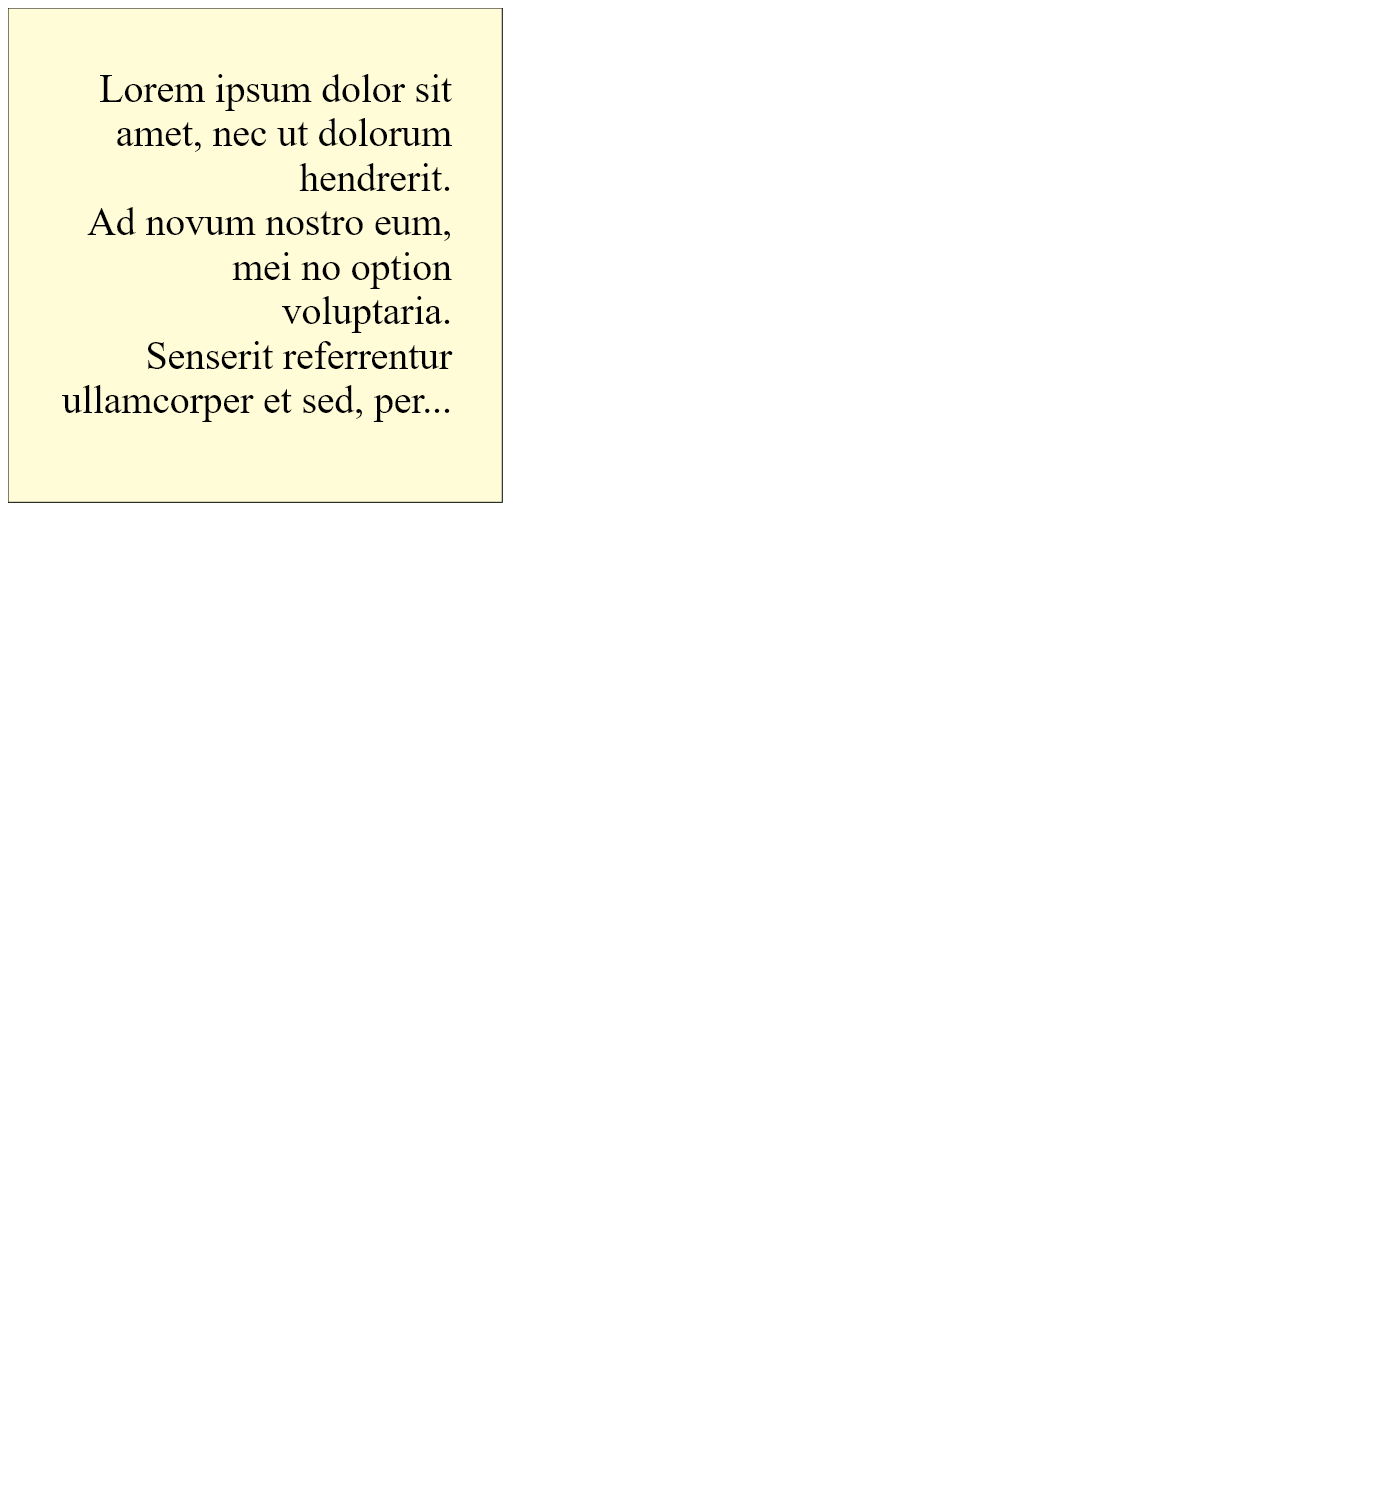 Lorem ipsum dolor sit
amet, nec ut dolorum
hendrerit.
Ad novum nostro eum,
mei no option
voluptaria.
Senserit referrentur
ullamcorper et sed, per...